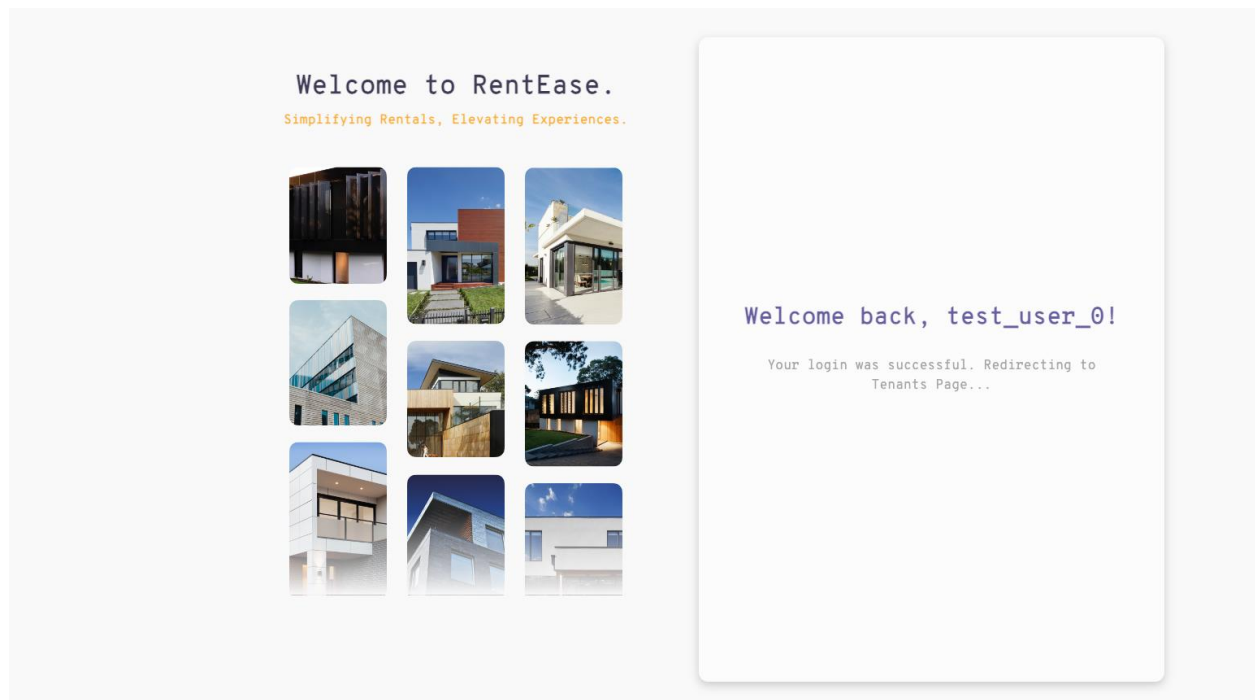 Welcome to RentEase.
Simplifying Rentals, Elevating Experiences.
Welcome back, test_user_0!
Your login was successful. Redirecting to
Tenants Page...